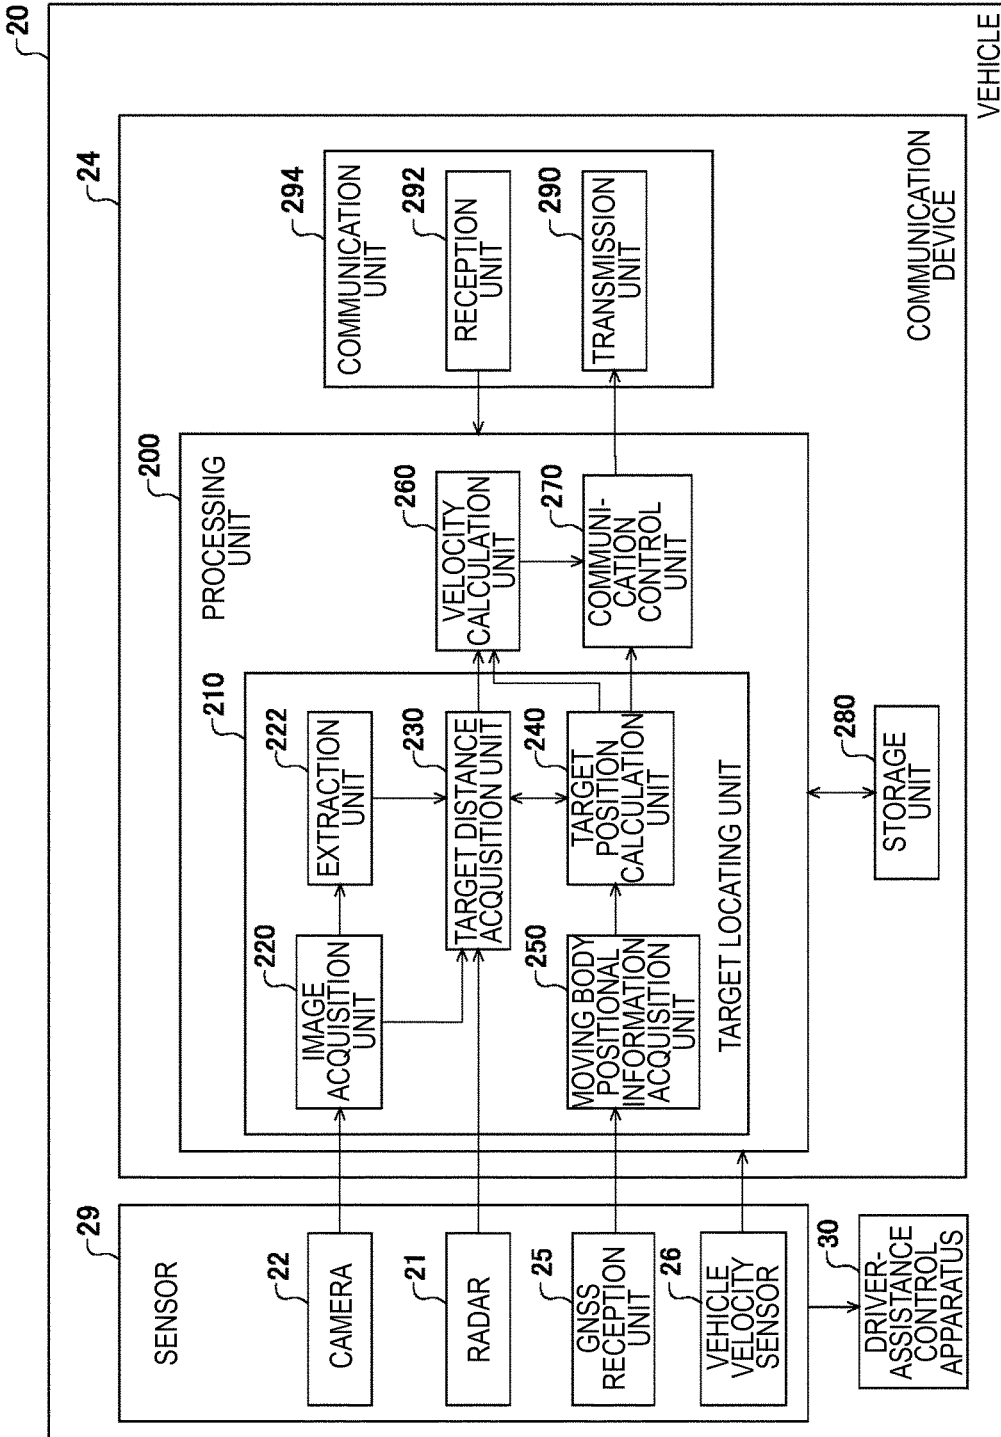 20
VEHICLE
24
COMMUNICATION
DEVICE
29
SENSOR
22
CAMERA
21
RADAR
25
GNSS
RECEPTION
UNIT
26
VEHICLE
VELOCITY
SENSOR
30
DRIVER-
ASSISTANCE
CONTROL
APPARATUS
200
PROCESSING
UNIT
210
TARGET LOCATING UNIT
220
IMAGE
ACQUISITION
UNIT
222
EXTRACTION
UNIT
230
TARGET DISTANCE
ACQUISITION UNIT
250
MOVING BODY
POSITIONAL
INFORMATION
ACQUISITION
UNIT
240
TARGET
POSITION
CALCULATION
UNIT
260
VELOCITY
CALCULATION
UNIT
270
COMMUNI-
CATION
CONTROL
UNIT
294
COMMUNICATION
UNIT
292
RECEPTION
UNIT
290
TRANSMISSION
UNIT
280
STORAGE
UNIT